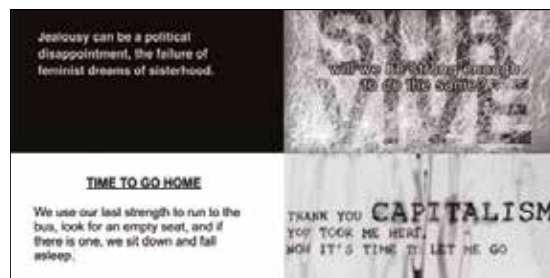 Jealousy can be a political
disappointment, the failure of
feminist dreams of sisterhood.
SUR
will we be strong enough
to do the same?
VIVE
TIME TO GO HOME
We use our last strength to run to the
bus, look for an empty seat, and if
there is one, we sit down and fall
asleep.
THANK YOU CAPITALISM
YOU TOOK ME HERE,
NOW IT'S TIME TO LET ME GO